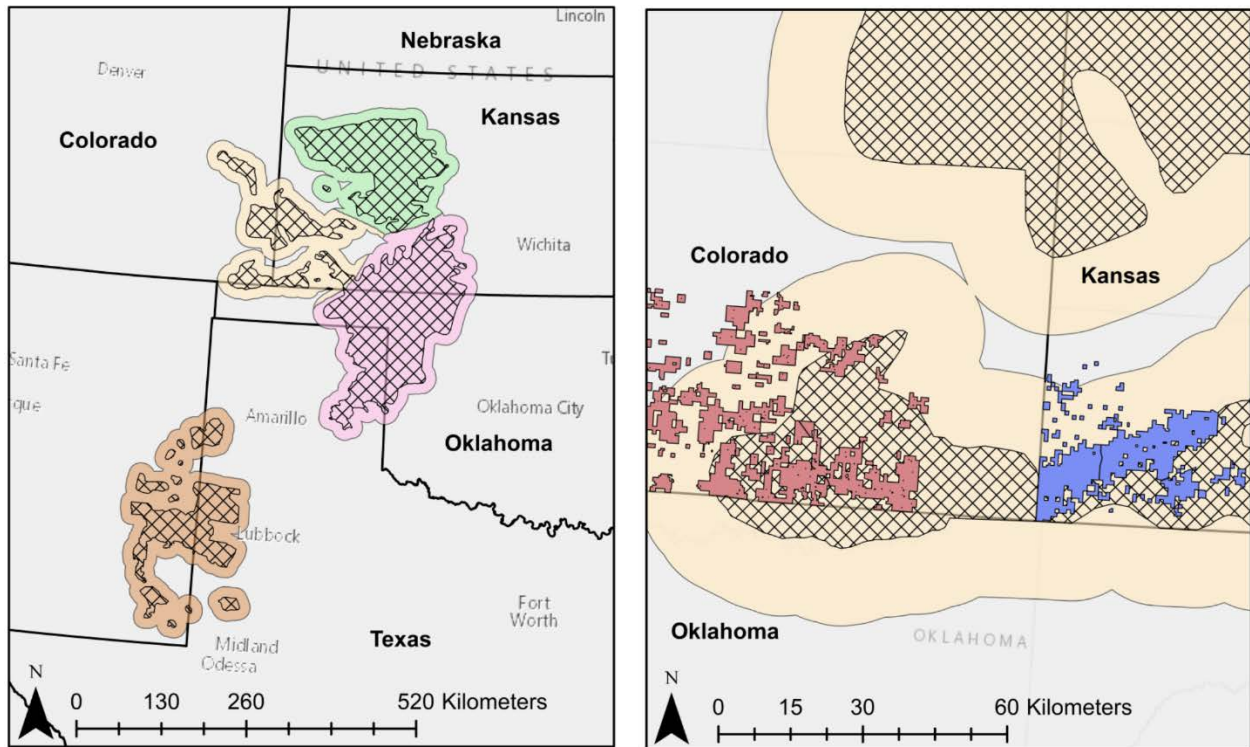 Lincoln
Nebraska
Denver
UNITED STATES
Kansas
Colorado
Wichita
Santa Fe
Tu
que
Amarillo
Oklahoma City
Oklahoma
Lubbock
Fort
Worth
Texas
Midland
Odessa
N
0 130 260 520 Kilometers
Colorado
Kansas
Oklahoma
OKLAHOMA
N
0 15 30 60 Kilometers